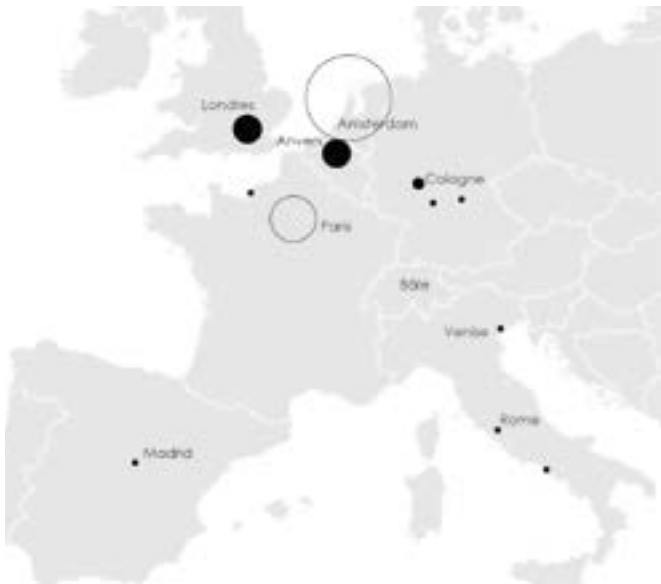 Londres
Amsterdam
Anvers
Cologne
Paris
Bâle
Venise
Rome
Madrid